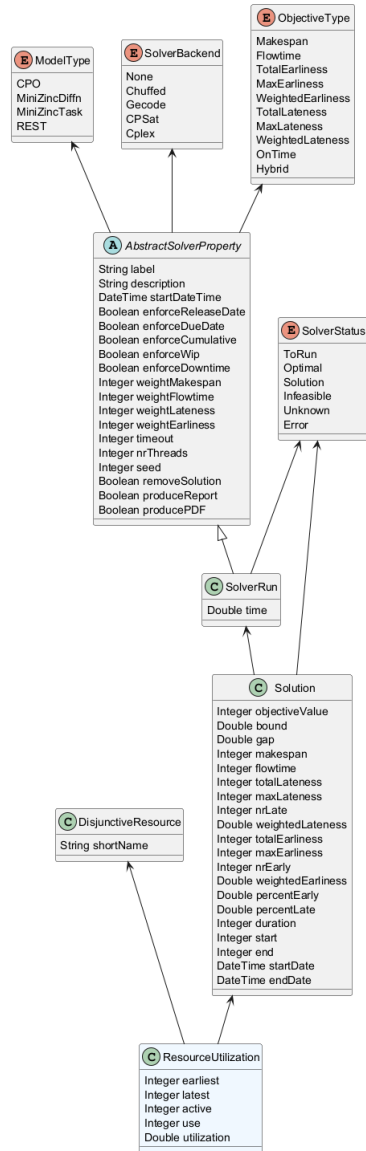 E ObjectiveType
Makespan
Flowtime
TotalEarliness
MaxEarliness
WeightedEarliness
TotalLateness
MaxLateness
WeightedLateness
OnTime
Hybrid
E SolverBackend
None
Chuffed
Gecode
CPSat
Cplex
E ModelType
CPO
MiniZincDiffn
MiniZincTask
REST
A AbstractSolverProperty
String label
String description
DateTime startDateTime
Boolean enforceReleaseDate
Boolean enforceDueDate
Boolean enforceCumulative
Boolean enforceWip
Boolean enforceDowntime
Integer weightMakespan
Integer weightFlowtime
Integer weightLateness
Integer weightEarliness
Integer timeout
Integer nrThreads
Integer seed
Boolean removeSolution
Boolean produceReport
Boolean producePDF
E SolverStatus
ToRun
Optimal
Solution
Infeasible
Unknown
Error
C SolverRun
Double time
C Solution
Integer objectiveValue
Double bound
Double gap
Integer makespan
Integer flowtime
Integer totalLateness
Integer maxLateness
Integer nrLate
Double weightedLateness
Integer totalEarliness
Integer maxEarliness
Integer nrEarly
Double weightedEarliness
Double percentEarly
Double percentLate
Integer duration
Integer start
Integer end
DateTime startDate
DateTime endDate
C DisjunctiveResource
String shortName
C ResourceUtilization
Integer earliest
Integer latest
Integer active
Integer use
Double utilization